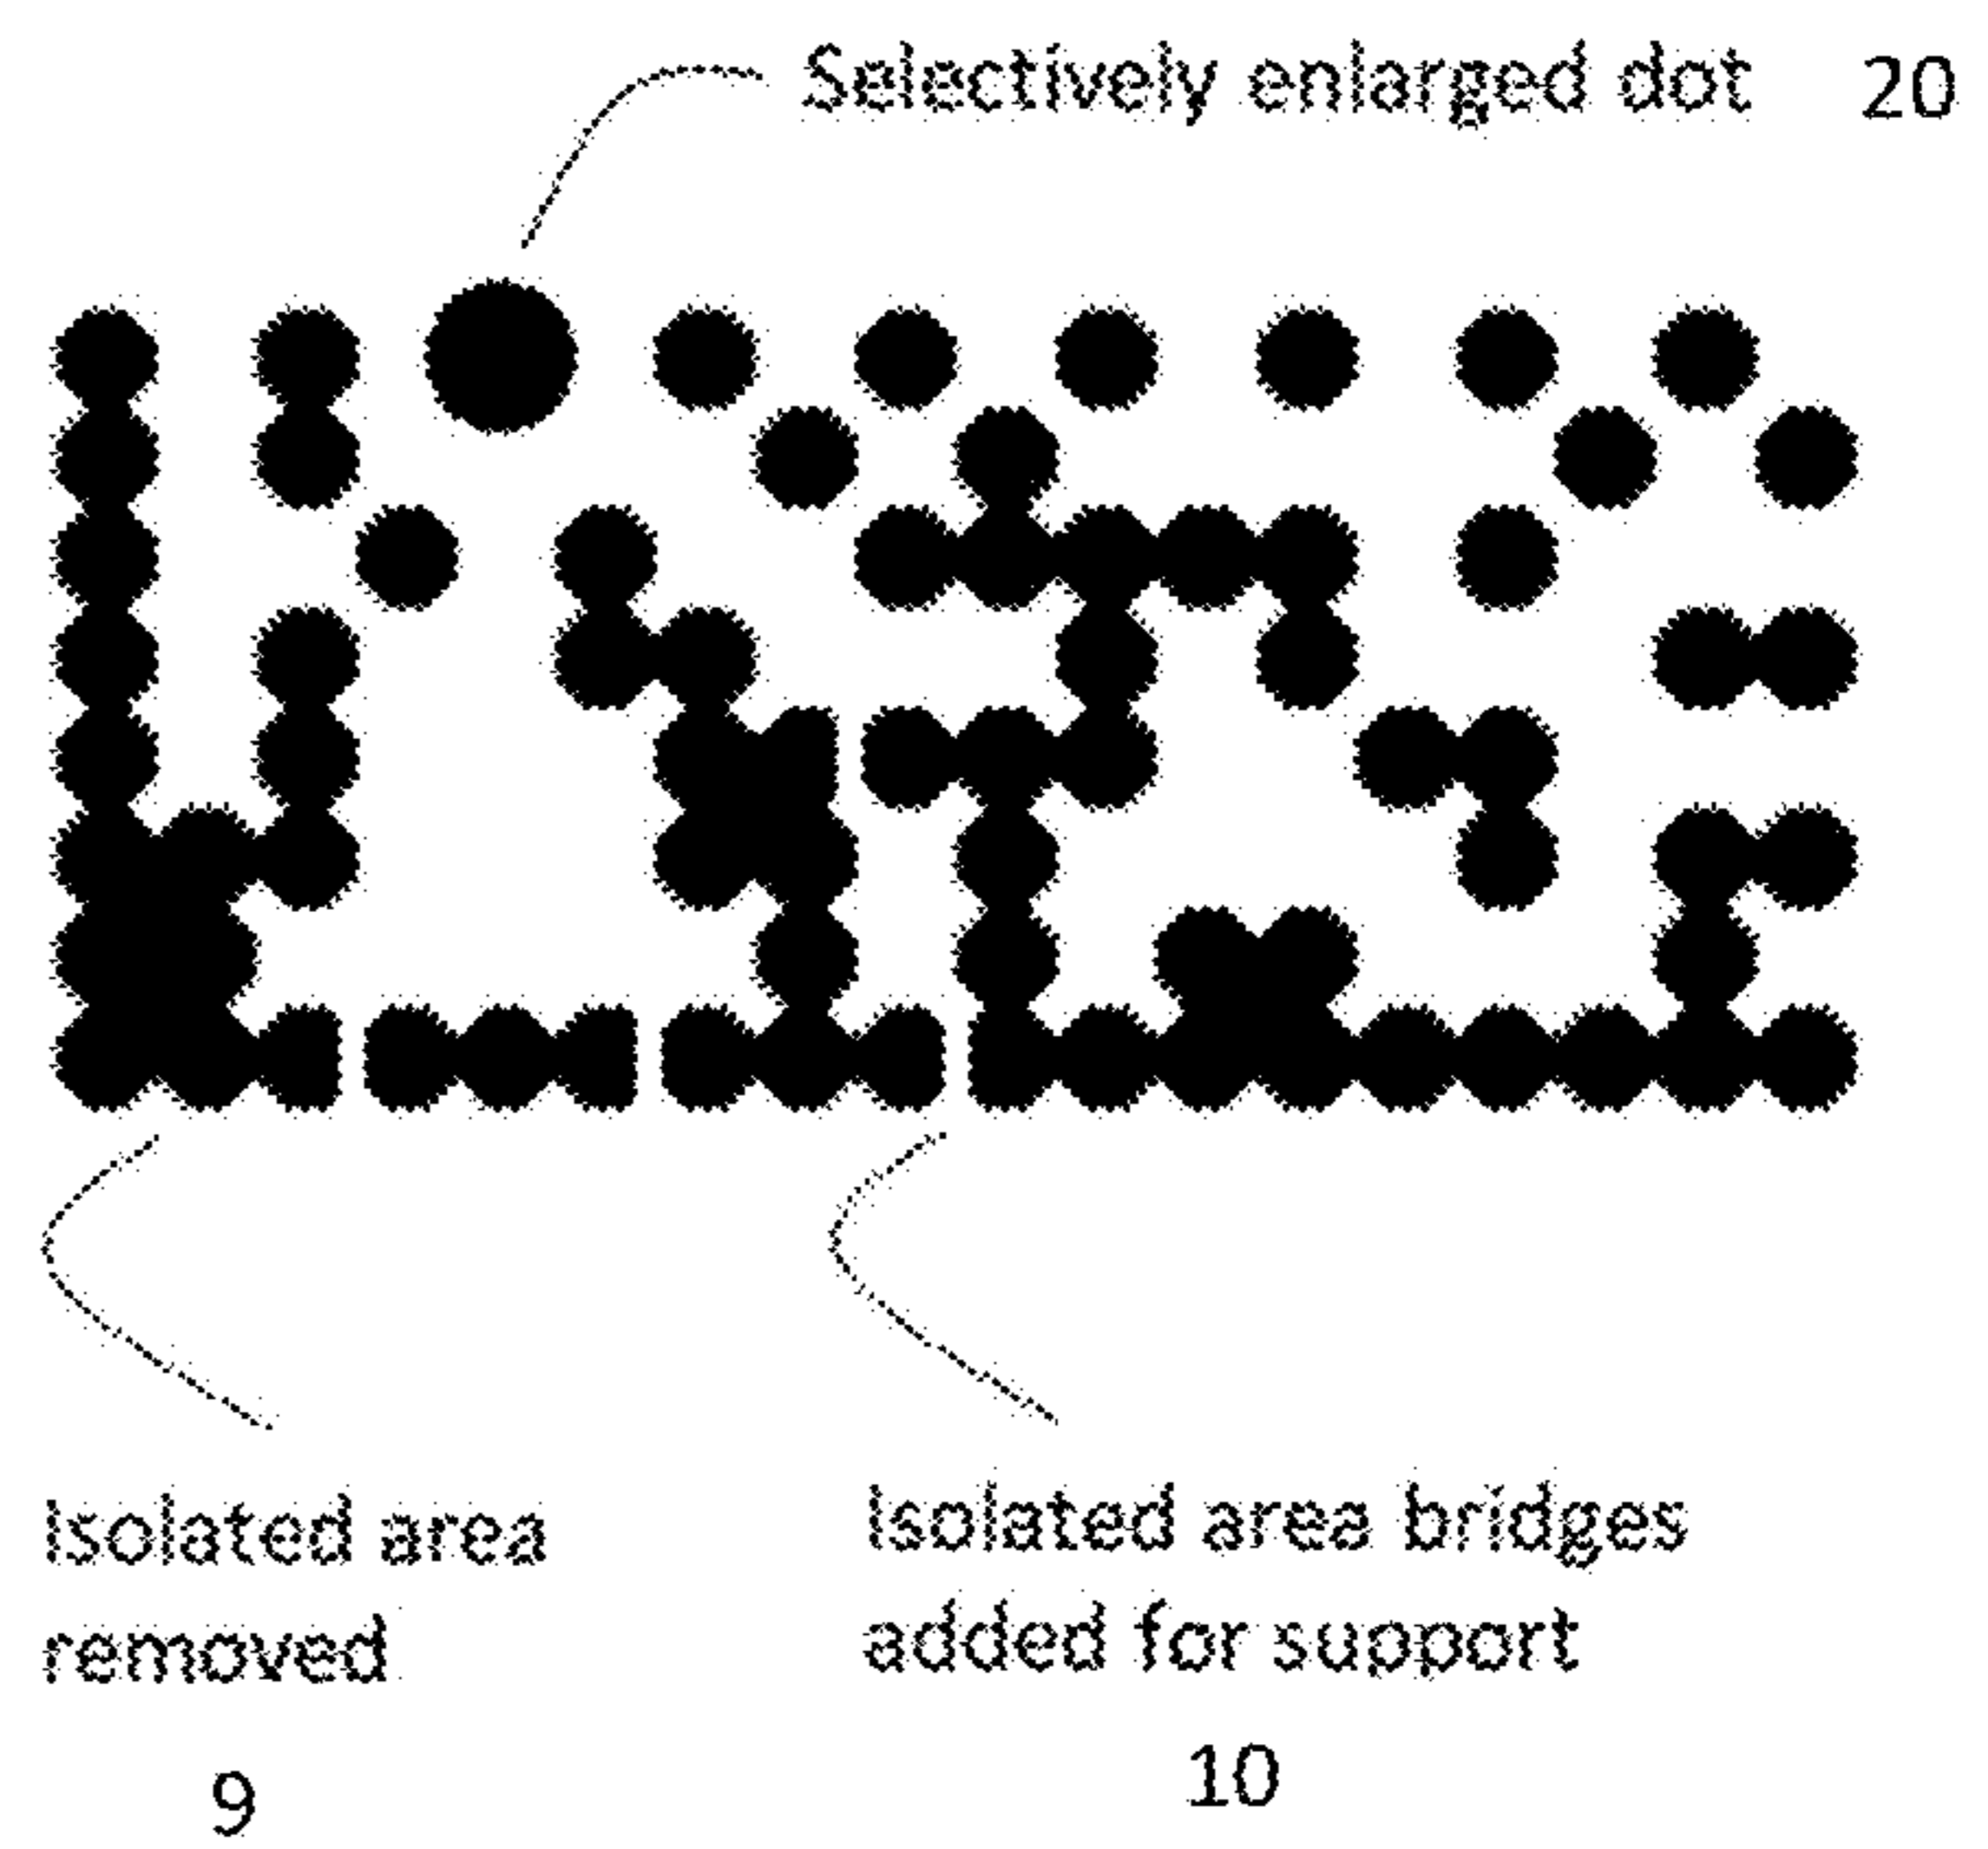 Selectively enlarged dot 20
Isolated area
removed
9
Isolated area bridges
added for support
10